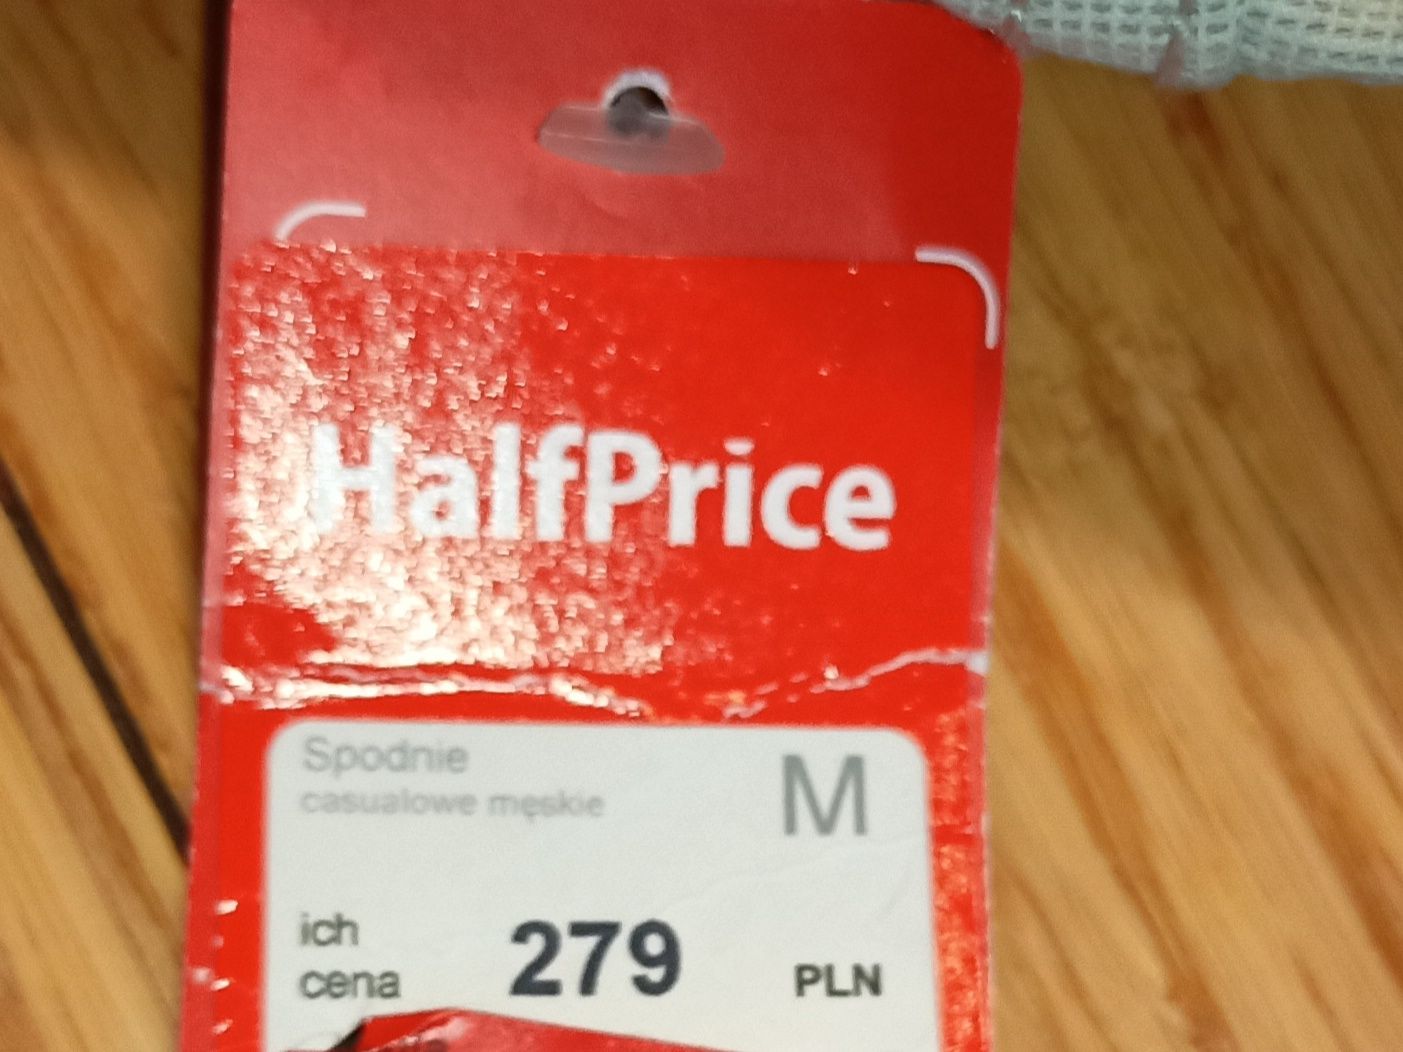 HalfPrice
Spodnie
casualowe męskie
M
ich
cena
279
PLN